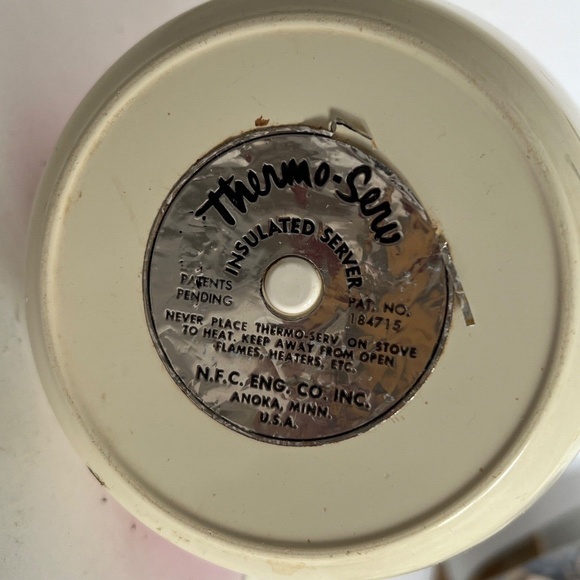 Thermo-Serv
INSULATED SERVER
PATENTS
PENDING
PAT. NO.
184715
NEVER PLACE THERMO-SERV ON STOVE
TO HEAT. KEEP AWAY FROM OPEN
FLAMES, HEATERS, ETC.
N.F.C. ENG. CO. INC.
ANOKA, MINN.
U.S.A.